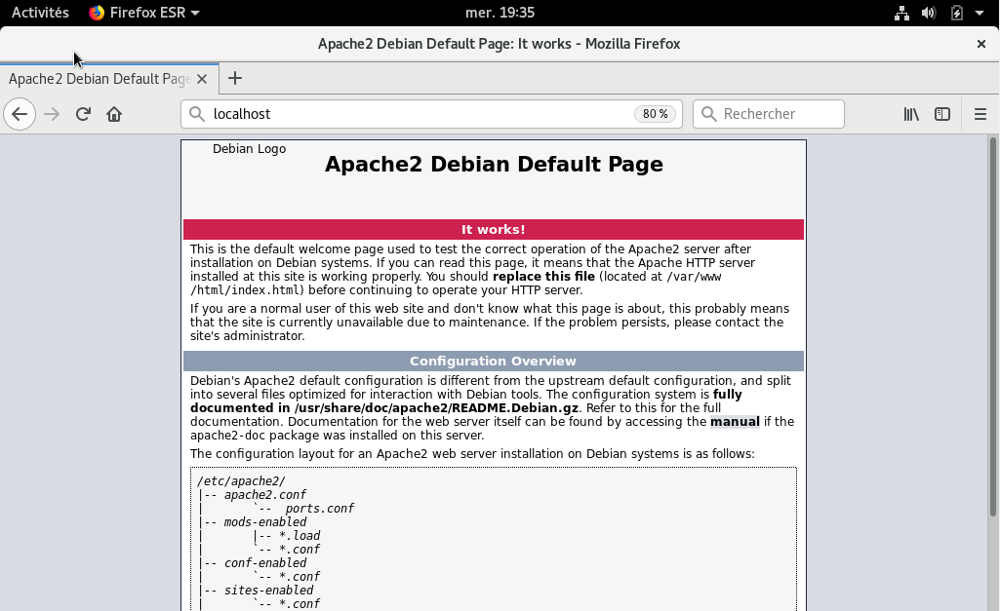 Activités Firefox ESR mer. 19:35
Apache2 Debian Default Page: It works - Mozilla Firefox
Apache2 Debian Default Page
localhost 80 % Rechercher
Debian Logo
Apache2 Debian Default Page
It works!
This is the default welcome page used to test the correct operation of the Apache2 server after
installation on Debian systems. If you can read this page, it means that the Apache HTTP server
installed at this site is working properly. You should replace this file (located at /var/www
/html/index.html) before continuing to operate your HTTP server.
If you are a normal user of this web site and don't know what this page is about, this probably means
that the site is currently unavailable due to maintenance. If the problem persists, please contact the
site's administrator.
Configuration Overview
Debian's Apache2 default configuration is different from the upstream default configuration, and split
into several files optimized for interaction with Debian tools. The configuration system is fully
documented in /usr/share/doc/apache2/README.Debian.gz. Refer to this for the full
documentation. Documentation for the web server itself can be found by accessing the manual if the
apache2-doc package was installed on this server.
The configuration layout for an Apache2 web server installation on Debian systems is as follows:
/etc/apache2/
|-- apache2.conf
|       `--  ports.conf
|-- mods-enabled
|       |-- *.load
|       `-- *.conf
|-- conf-enabled
|       `-- *.conf
|-- sites-enabled
|       `-- *.conf